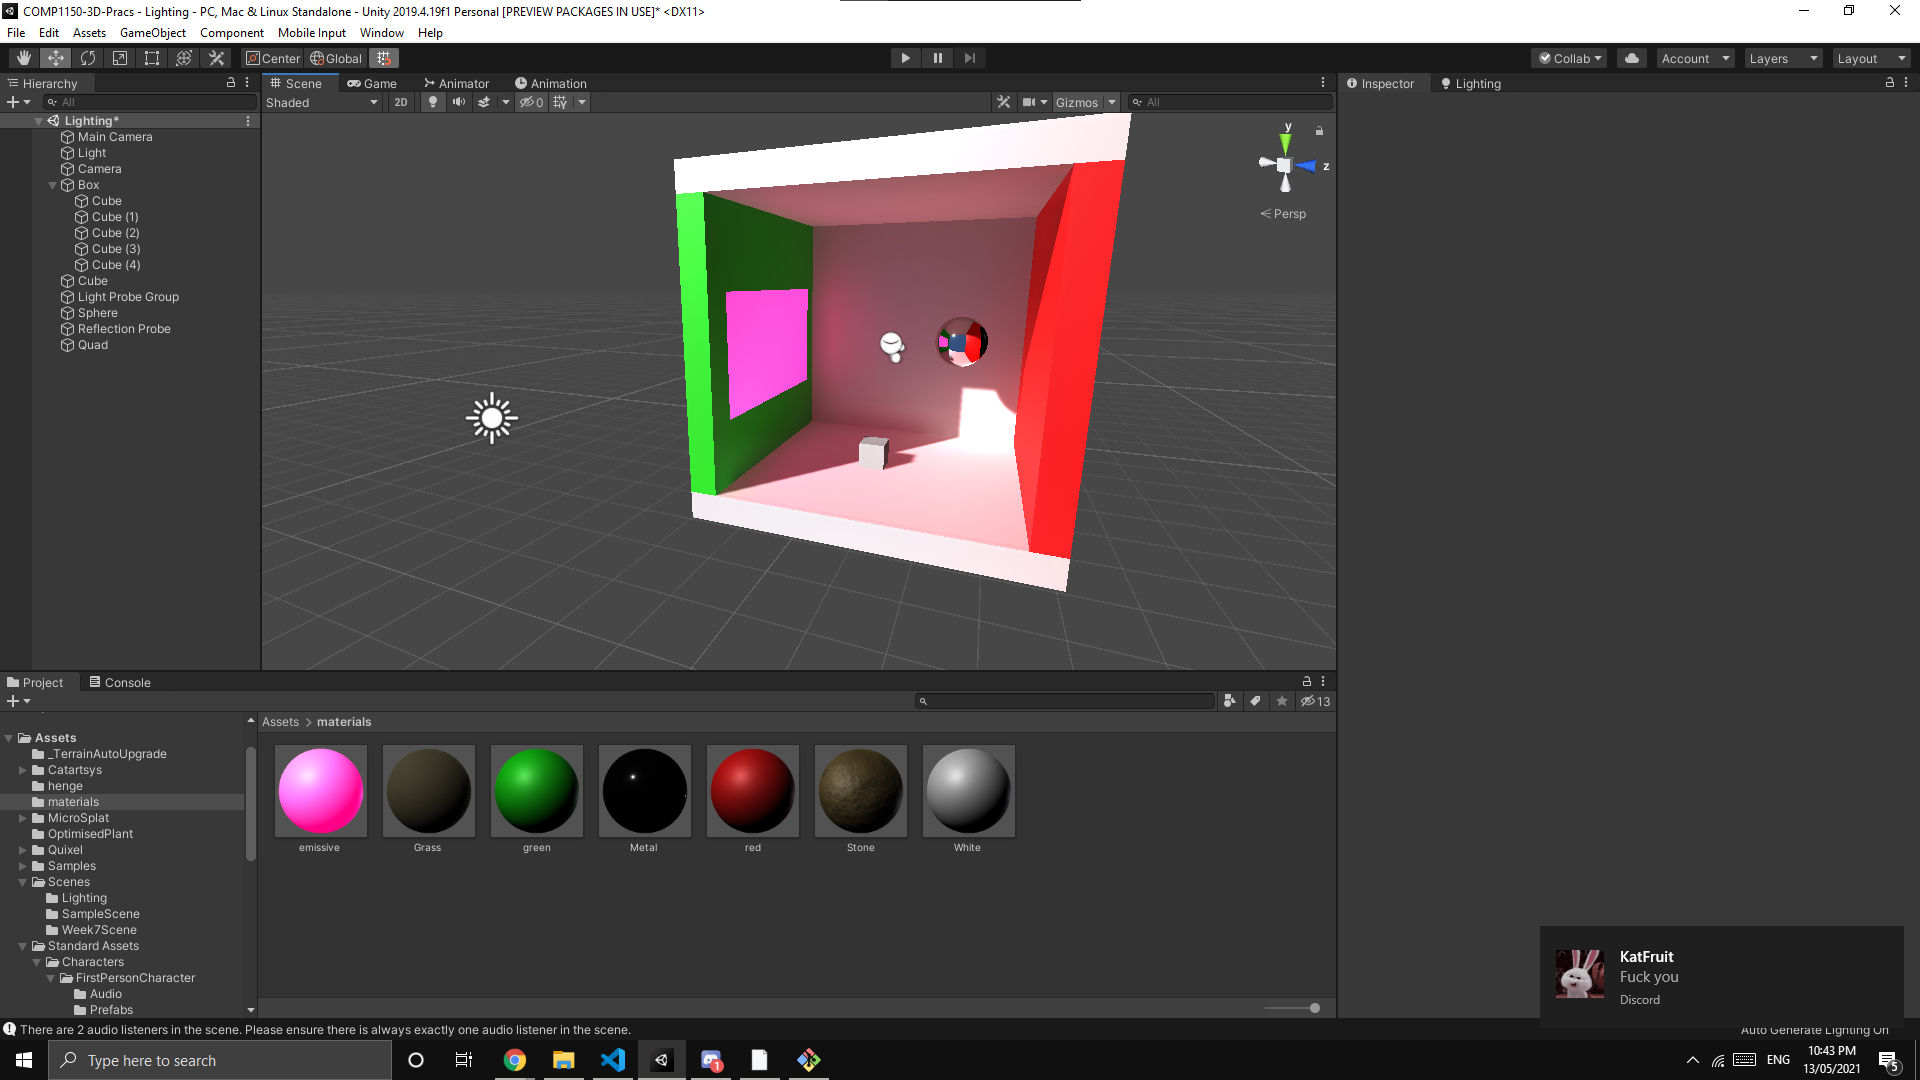 COMP1150-3D-Pracs - Lighting - PC, Mac & Linux Standalone - Unity 2019.4.19f1 Personal [PREVIEW PACKAGES IN USE]* <DX11>
File Edit Assets GameObject Component Mobile Input Window Help
Center Global Collab Account Layers Layout
Hierarchy
All
Lighting*
Main Camera
Light
Camera
Box
Cube
Cube (1)
Cube (2)
Cube (3)
Cube (4)
Cube
Light Probe Group
Sphere
Reflection Probe
Quad
Scene Game Animator Animation
Shaded 2D 0 Gizmos All
y
z
Persp
Inspector Lighting
Project Console
13
Assets
_TerrainAutoUpgrade
Catartsys
henge
materials
MicroSplat
OptimisedPlant
Quixel
Samples
Scenes
Lighting
SampleScene
Week7Scene
Standard Assets
Characters
FirstPersonCharacter
Audio
Prefabs
Assets > materials
emissive Grass green Metal red Stone White
KatFruit
Fuck you
Discord
There are 2 audio listeners in the scene. Please ensure there is always exactly one audio listener in the scene.
Auto Generate Lighting On
Type here to search
1
ENG
10:43 PM
13/05/2021
5